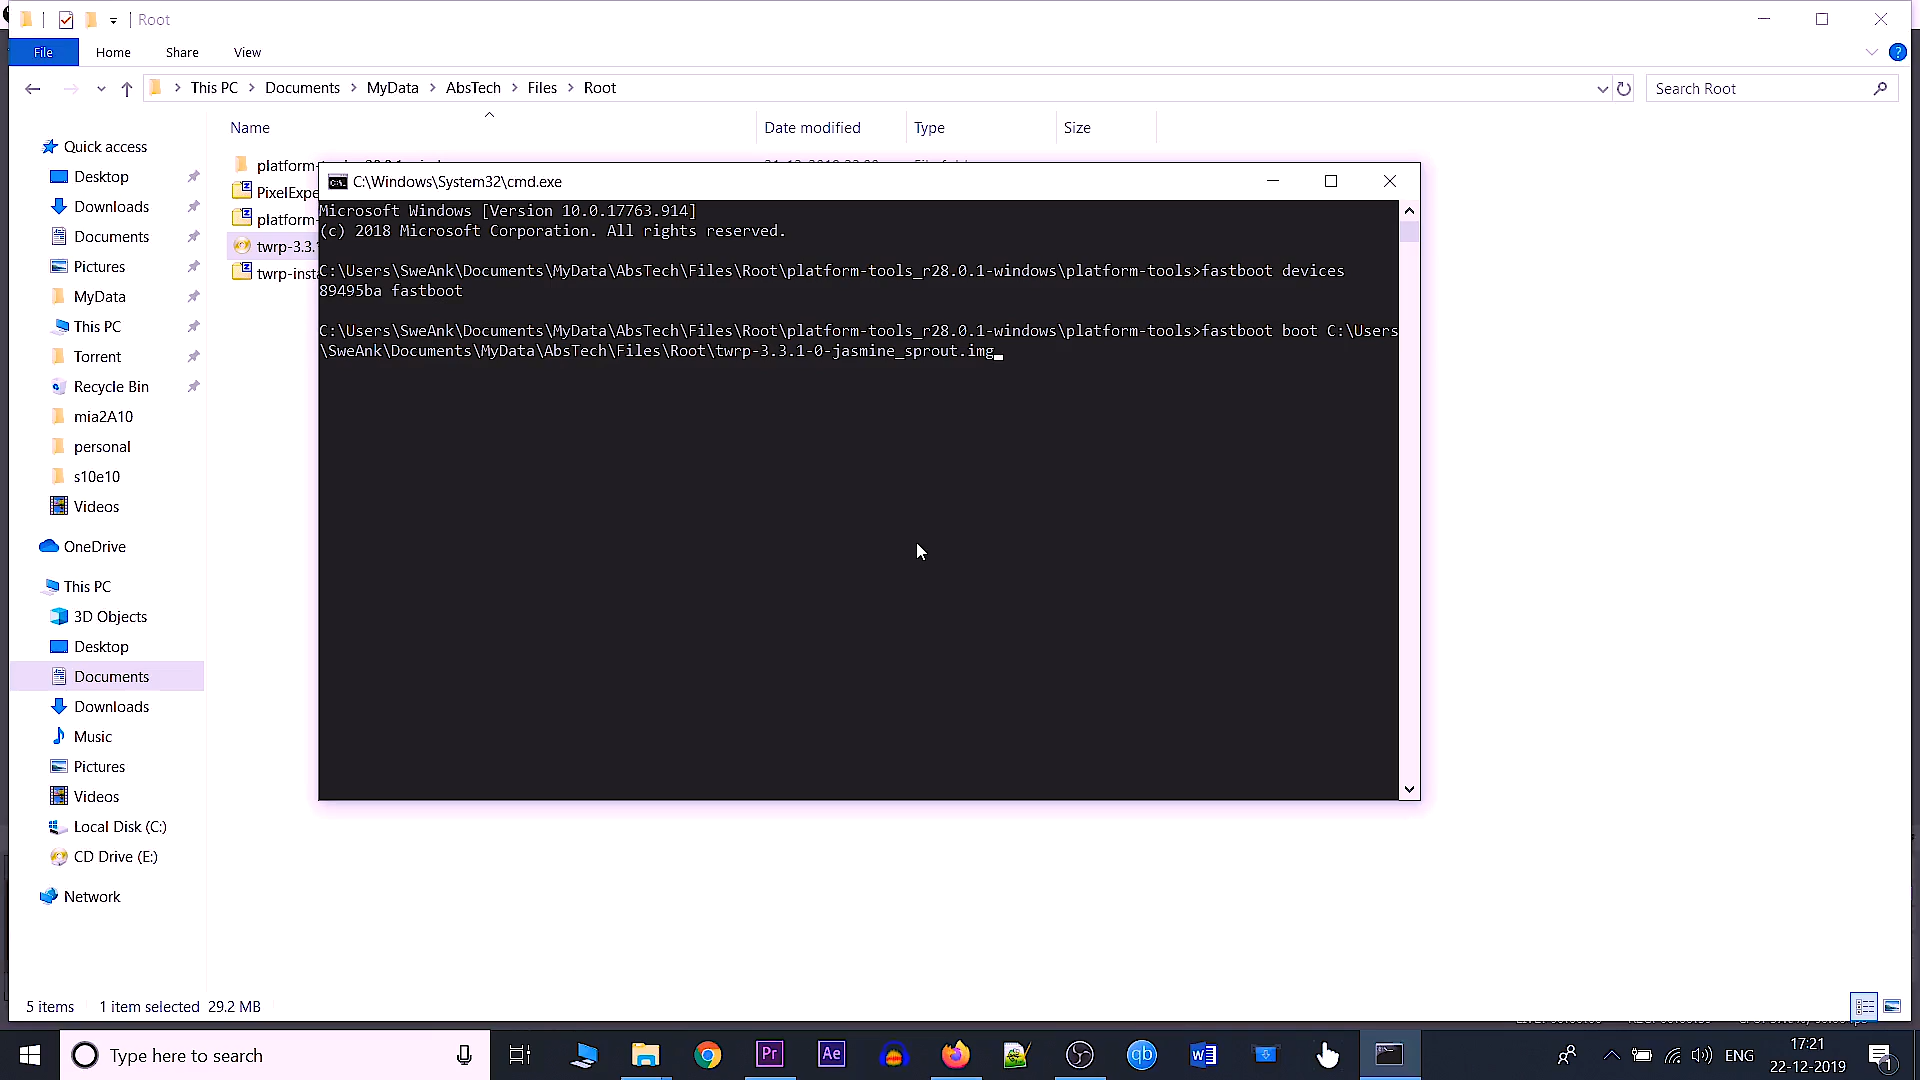 Root
File Home Share View
This PC Documents MyData AbsTech Files Root
Search Root
Name Date modified Type Size
Quick access
Desktop
Downloads
Documents
Pictures
MyData
This PC
Torrent
Recycle Bin
mia2A10
personal
s10e10
Videos
OneDrive
This PC
3D Objects
Desktop
Documents
Downloads
Music
Pictures
Videos
Local Disk (C:)
CD Drive (E:)
Network
platform-
PixelExpe
platform-
twrp-3.3.
twrp-inst
C:\Windows\System32\cmd.exe
Microsoft Windows [Version 10.0.17763.914]
(c) 2018 Microsoft Corporation. All rights reserved.
C:\Users\SweAnk\Documents\MyData\AbsTech\Files\Root\platform-tools_r28.0.1-windows\platform-tools>fastboot devices
89495ba fastboot
C:\Users\SweAnk\Documents\MyData\AbsTech\Files\Root\platform-tools_r28.0.1-windows\platform-tools>fastboot boot C:\Users
\SweAnk\Documents\MyData\AbsTech\Files\Root\twrp-3.3.1-0-jasmine_sprout.img
5 items 1 item selected 29.2 MB
Type here to search
Pr
Ae
qb
ENG
17:21
22-12-2019
1